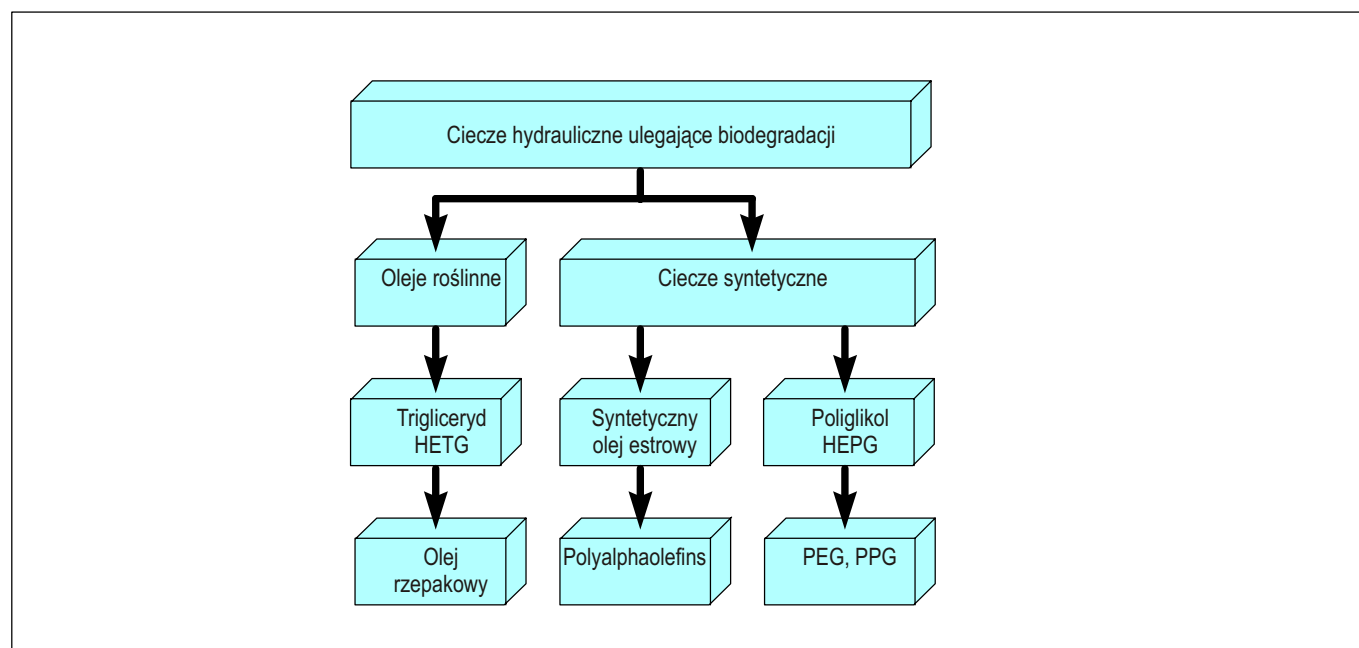 Ciecze hydrauliczne ulegające biodegradacji
Oleje roślinne
Ciecze syntetyczne
Trigliceryd
HETG
Syntetyczny
olej estrowy
Poliglikol
HEPG
Olej
rzepakowy
Polyalphaolefins
PEG, PPG